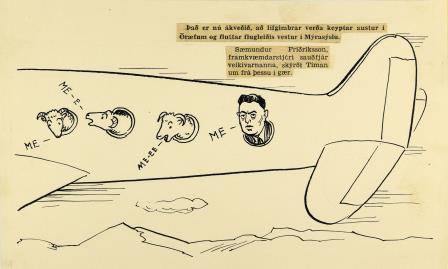 Það er nú ákveðið, að lífgimbrar verða keyptar austur í
Öræfum og fluttar flugleiðis vestur í Mýrasýslu.
Sæmundur Friðriksson,
framkvæmdarstjóri sauðfjár
veikivarnanna, skýrði Tíman
um frá þessu í gær.
ME-E-
ME-
ME-EE-
ME-